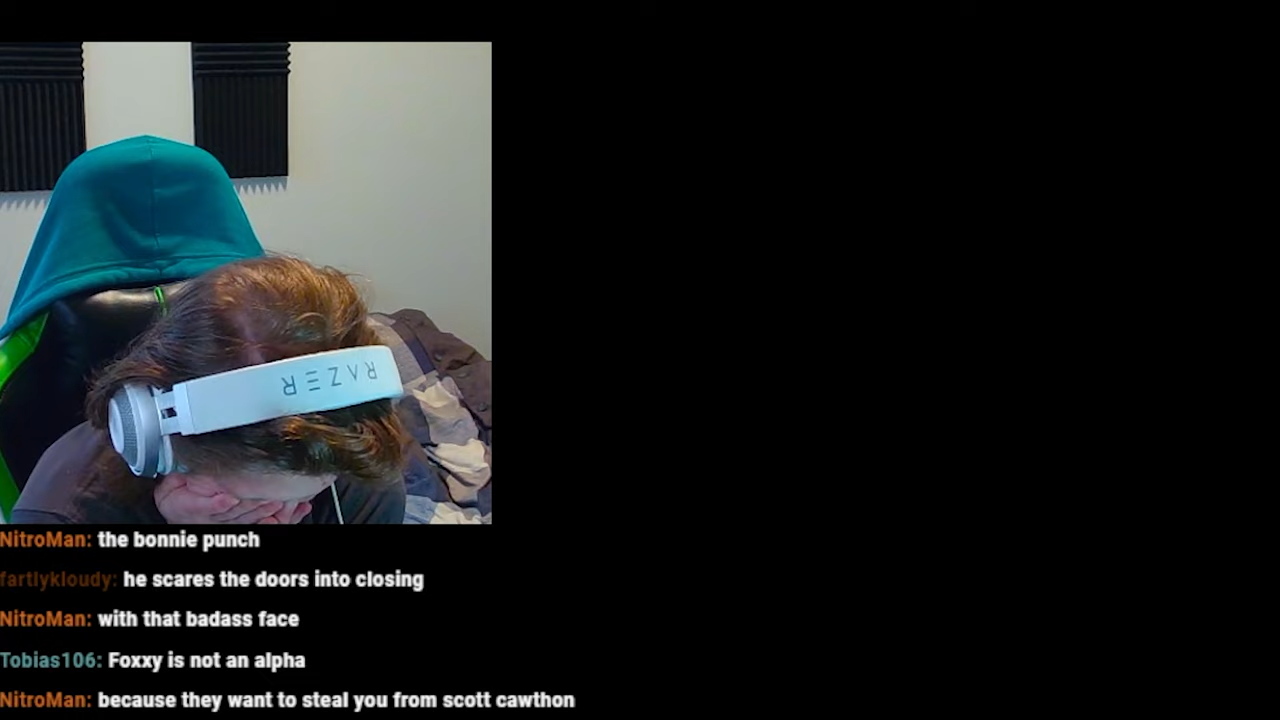 RAZER
NitroMan: the bonnie punch
fartlykloudy: he scares the doors into closing
NitroMan: with that badass face
Tobias106: Foxxy is not an alpha
NitroMan: because they want to steal you from scott cawthon